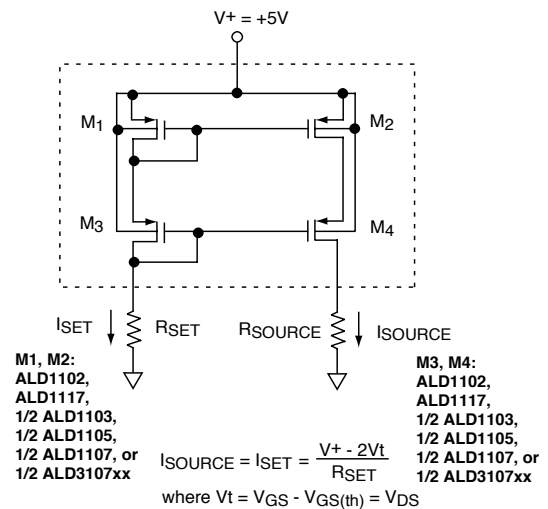 V+ = +5V
M1
M2
M3
M4
ISET
RSET
RSOURCE
ISOURCE
M1, M2:
ALD1102,
ALD1117,
1/2 ALD1103,
1/2 ALD1105,
1/2 ALD1107, or
1/2 ALD3107xx
M3, M4:
ALD1102,
ALD1117,
1/2 ALD1103,
1/2 ALD1105,
1/2 ALD1107, or
1/2 ALD3107xx
ISOURCE = ISET = V+ - 2Vt / RSET
where Vt = VGS - VGS(th) = VDS